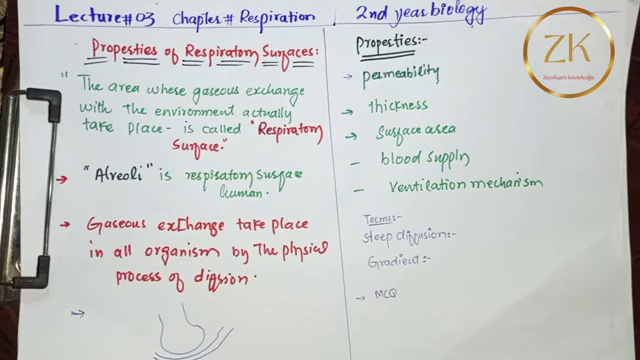 Lecture#03 Chapter# Respiration, 2nd year biology
Properties of Respiratory Surfaces:
"The area where gaseous exchange
with the environment actually
take place- is called "Respiratory
Surface."
→ "Alveoli" is respiratory surface
human.
→ Gaseous exchange take place
in all organism by The physical
process of diffusion.
→
Properties:-
→ permeability
→ thickness
→ Surface area
- blood supply
- ventilation mechanism
Terms:-
Steep diffusion:-
Gradient:-
→ MCQ
ZK
Zeeshan's knowledge